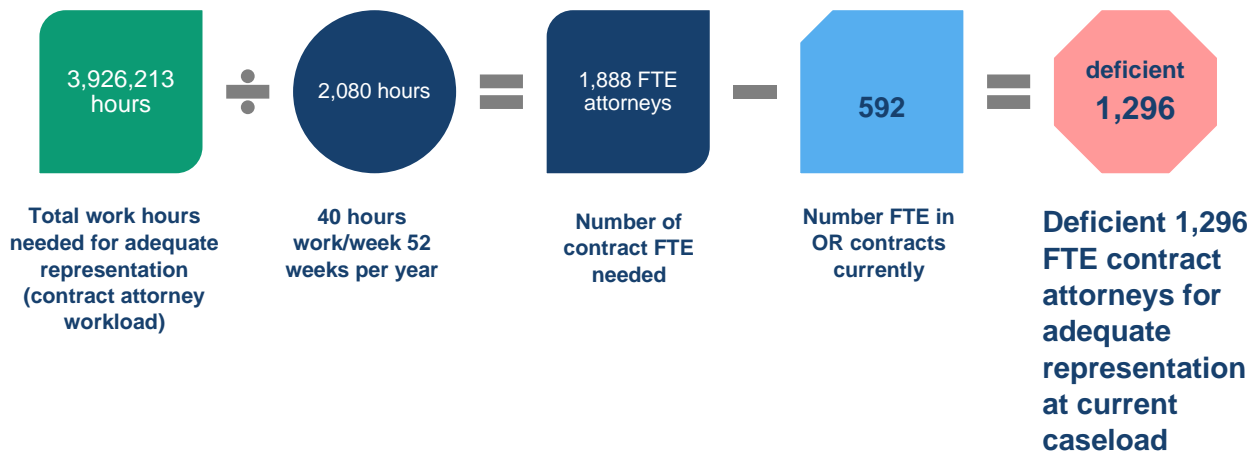 3,926,213
hours
2,080 hours
1,888 FTE
attorneys
592
deficient
1,296
Total work hours
needed for adequate
representation
(contract attorney
workload)
40 hours
work/week 52
weeks per year
Number of
contract FTE
needed
Number FTE in
OR contracts
currently
Deficient 1,296
FTE contract
attorneys for
adequate
representation
at current
caseload